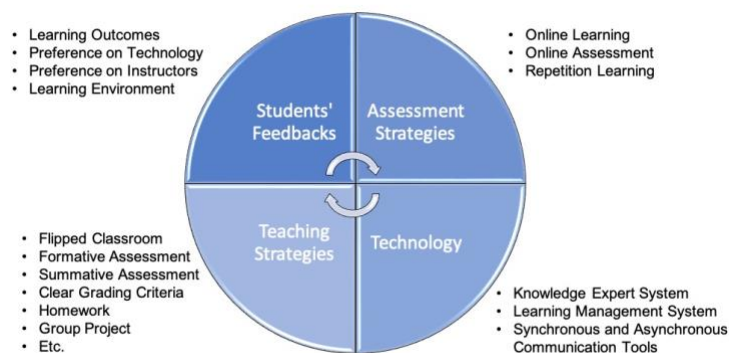 • Learning Outcomes
• Preference on Technology
• Preference on Instructors
• Learning Environment
• Online Learning
• Online Assessment
• Repetition Learning
Students'
Feedbacks
Assessment
Strategies
Teaching
Strategies
Technology
• Flipped Classroom
• Formative Assessment
• Summative Assessment
• Clear Grading Criteria
• Homework
• Group Project
• Etc.
• Knowledge Expert System
• Learning Management System
• Synchronous and Asynchronous
Communication Tools